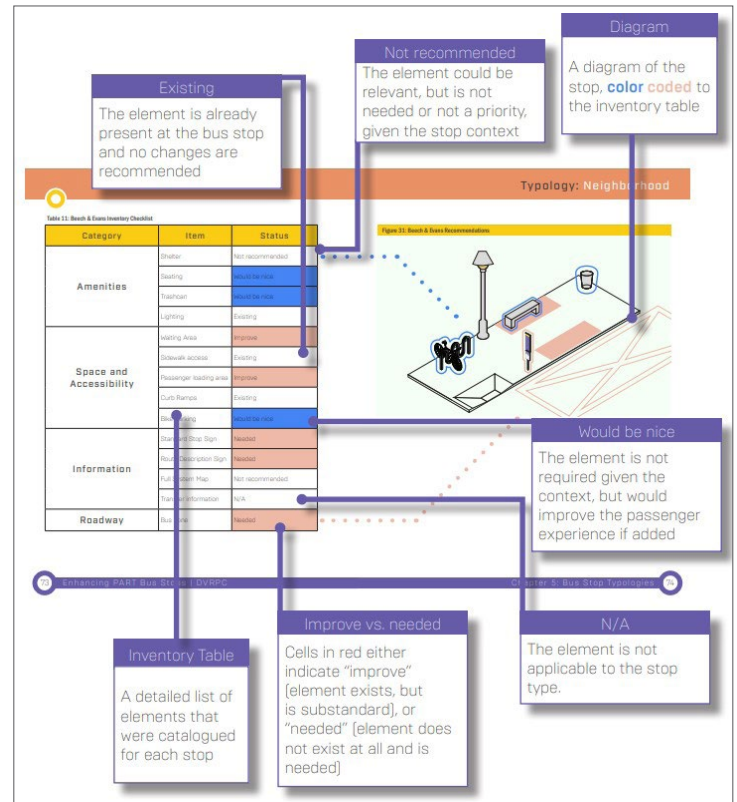 Diagram
A diagram of the
stop, color coded to
the inventory table
Not recommended
The element could be
relevant, but is not
needed or not a priority,
given the stop context
Existing
The element is already
present at the bus stop
and no changes are
recommended
Typology: Neighborhood
Table 11: Beech & Evans Inventory Checklist
Category Item Status
Amenities
Shelter Not recommended
Seating Would be nice
Trashcan Would be nice
Lighting Existing
Space and
Accessibility
Waiting Area Improve
Sidewalk access Existing
Passenger loading area Improve
Curb Ramps Existing
Would be nice
Information
Stop Sign Needed
Description Sign Needed
Map Not recommended
Information N/A
Roadway
Bus Needed
Figure 31: Beech & Evans Recommendations
Would be nice
The element is not
required given the
context, but would
improve the passenger
experience if added
73 Enhancing PART Bus Stops | DVRPC
Chapter 5: Bus Stop Typologies 74
Inventory Table
A detailed list of
elements that
were catalogued
for each stop
Improve vs. needed
Cells in red either
indicate “improve”
[element exists, but
is substandard], or
“needed” [element does
not exist at all and is
needed]
N/A
The element is not
applicable to the stop
type.